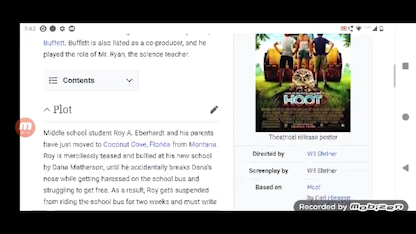 7:43
Buffett. Buffett is also listed as a co-producer, and he
played the role of Mr. Ryan, the science teacher.
Contents
Plot
Middle school student Roy A. Eberhardt and his parents
have just moved to Coconut Cove, Florida from Montana.
Roy is mercilessly teased and bullied at his new school
by Dana Matherson, until he accidentally breaks Dana's
nose while getting harassed on the school bus and
struggling to get free. As a result, Roy gets suspended
from riding the school bus for two weeks and must write
HOOT
Theatrical release poster
Directed by Wil Shriner
Screenplay by Wil Shriner
Based on Hoot
by Carl Hiaasen
Recorded by Mobizen